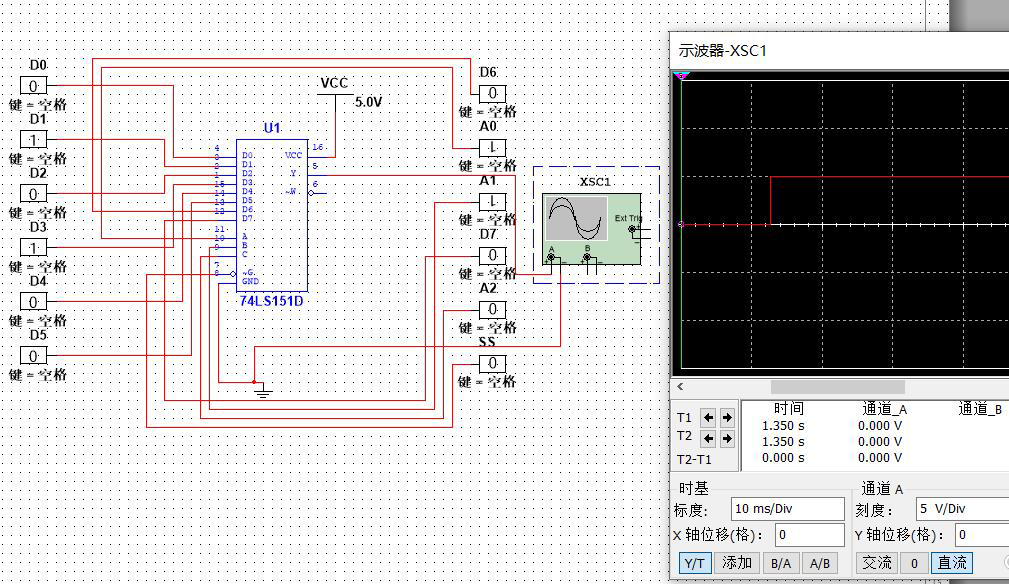 D0
0
键 = 空格
D1
1
键 = 空格
D2
0
键 = 空格
D3
1
键 = 空格
D4
0
键 = 空格
D5
0
键 = 空格
U1
4
3
2
1
15
14
13
12
11
10
9
7
8
D0
D1
D2
D3
D4
D5
D6
D7
A
B
C
~G
GND
VCC
Y
~W
16
5
6
74LS151D
VCC
5.0V
D6
0
键 = 空格
A0
1
键 = 空格
A1
1
键 = 空格
D7
0
键 = 空格
A2
0
键 = 空格
SS
0
键 = 空格
XSC1
Ext Trig
A
B
示波器-XSC1
T1
T2
T2-T1
时间 通道_A 通道_B
1.350 s 0.000 V
1.350 s 0.000 V
0.000 s 0.000 V
时基
标度: 10 ms/Div
X 轴位移(格): 0
Y/T 添加 B/A A/B
通道 A
刻度: 5 V/Div
Y 轴位移(格): 0
交流 0 直流